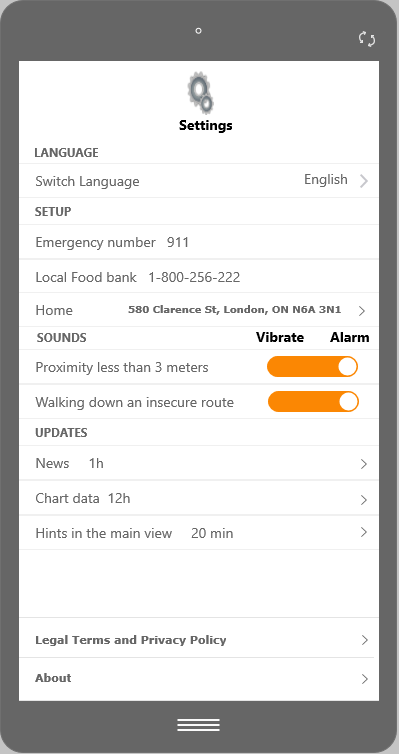 Settings
LANGUAGE
Switch Language English
SETUP
Emergency number 911
Local Food bank 1-800-256-222
Home 580 Clarence St, London, ON N6A 3N1
SOUNDS Vibrate Alarm
Proximity less than 3 meters
Walking down an insecure route
UPDATES
News 1h
Chart data 12h
Hints in the main view 20 min
Legal Terms and Privacy Policy
About